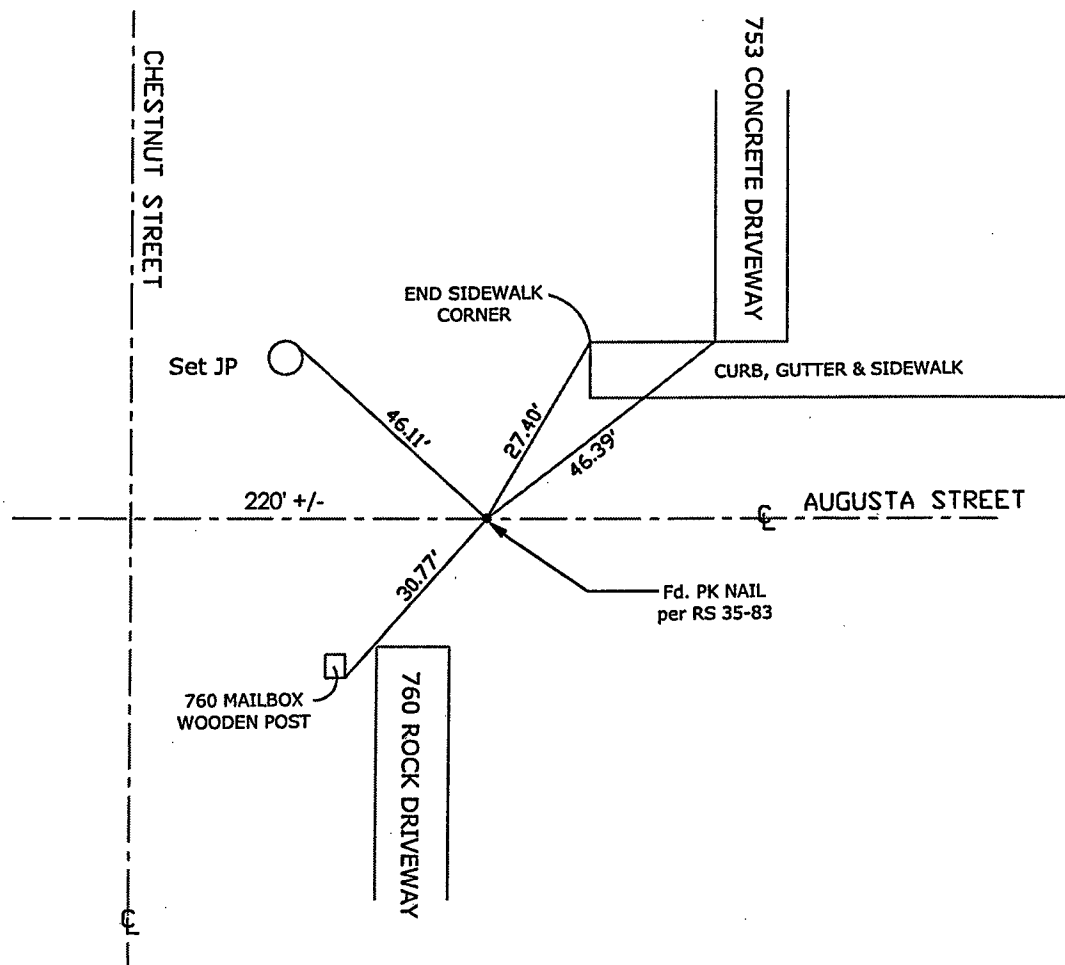 CHESTNUT STREET
753 CONCRETE DRIVEWAY
END SIDEWALK
CORNER
Set JP
CURB, GUTTER & SIDEWALK
46.11'
27.40'
46.39'
220' +/-
℄ AUGUSTA STREET
30.77'
Fd. PK NAIL
per RS 35-83
760 MAILBOX
WOODEN POST
760 ROCK DRIVEWAY
℄